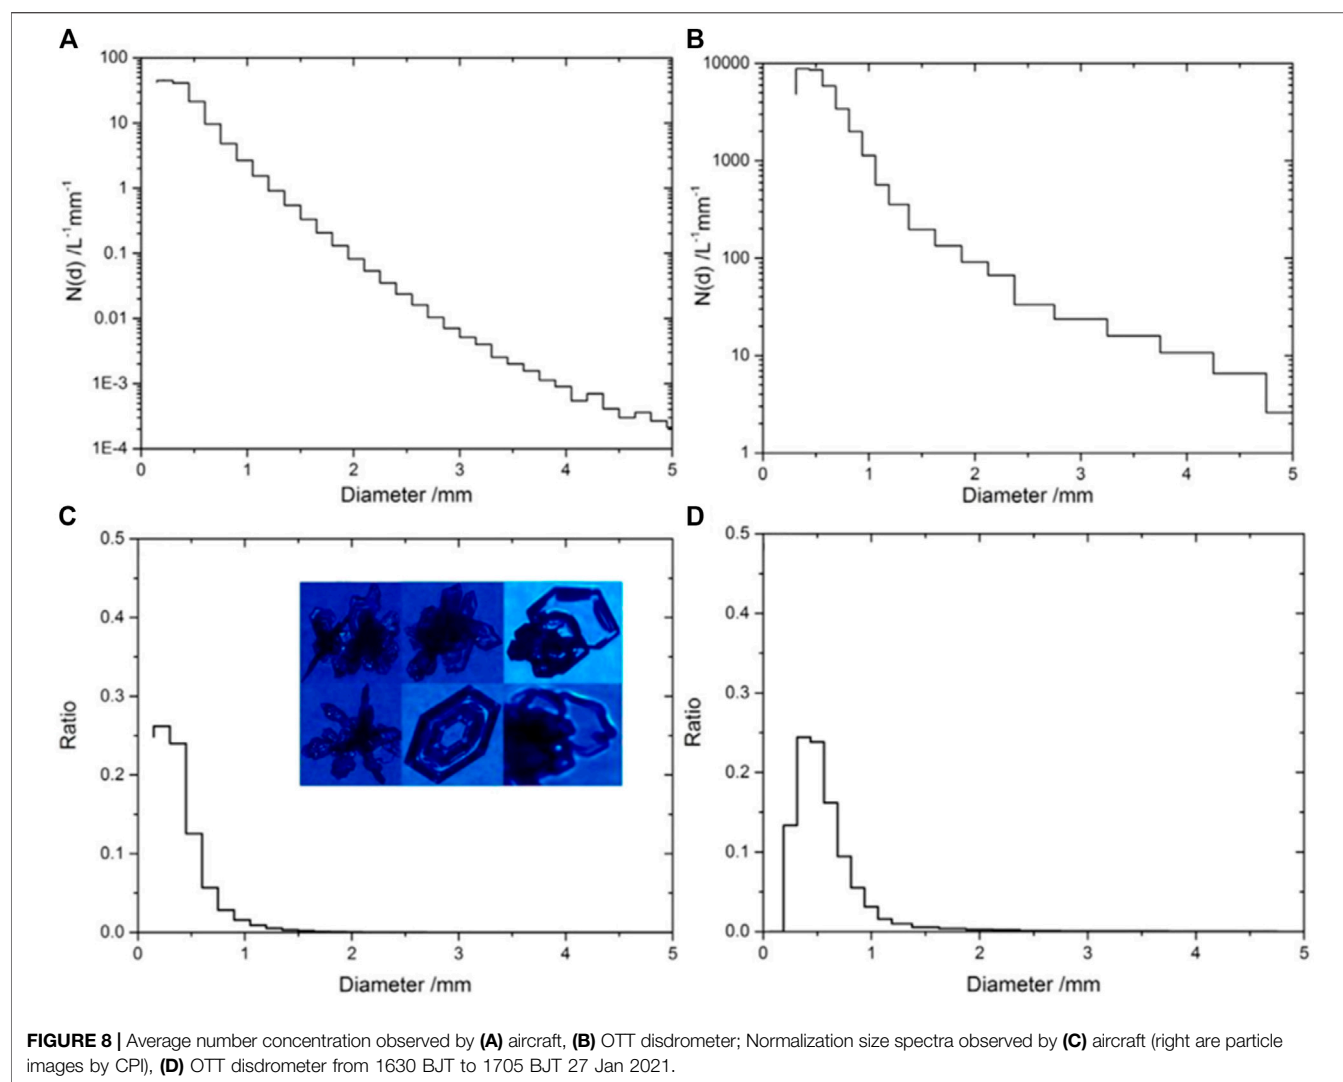 A
100
10
1
0.1
0.01
1E-3
1E-4
N(d) /L⁻¹mm⁻¹
0 1 2 3 4 5
Diameter /mm
B
10000
1000
100
10
1
N(d) /L⁻¹mm⁻¹
0 1 2 3 4 5
Diameter /mm
C
0.5
0.4
0.3
0.2
0.1
0.0
Ratio
0 1 2 3 4 5
Diameter /mm
D
0.5
0.4
0.3
0.2
0.1
0.0
Ratio
0 1 2 3 4 5
Diameter /mm
FIGURE 8 | Average number concentration observed by (A) aircraft, (B) OTT disdrometer; Normalization size spectra observed by (C) aircraft (right are particle
images by CPI), (D) OTT disdrometer from 1630 BJT to 1705 BJT 27 Jan 2021.